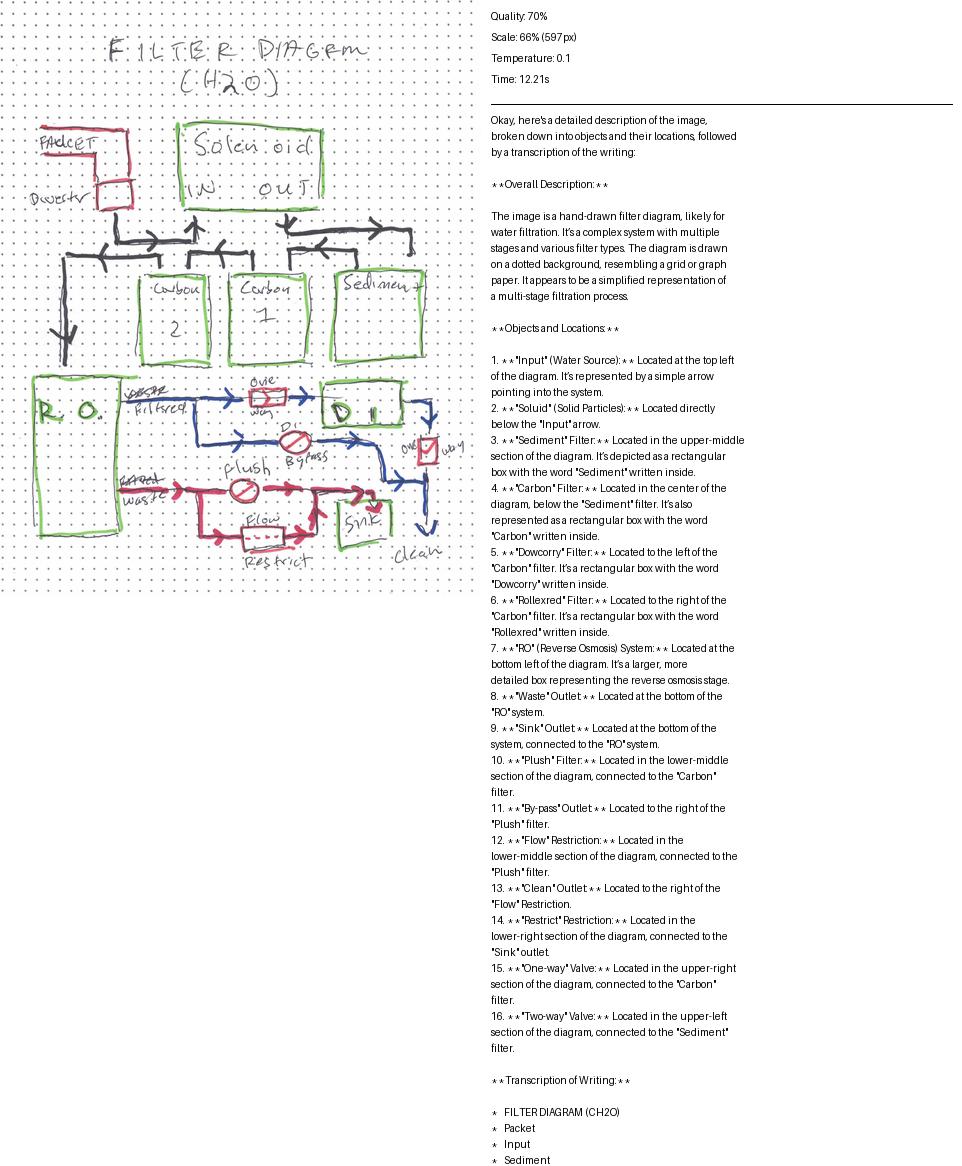 FILTER DIAGRAM
(H2O)
FAUCET
Diverter
Solenoid
IN OUT
Carbon
2
Carbon
1
Sediment
R.O.
Filtered
One
way
DI
DI
Bypass
One way
Flush
waste
Flow
Restrict
Sink
Clean
Quality: 70%
Scale: 66% (597px)
Temperature: 0.1
Time: 12.21s
Okay, here's a detailed description of the image,
broken down into objects and their locations, followed
by a transcription of the writing:
**Overall Description:**
The image is a hand-drawn filter diagram, likely for
water filtration. It's a complex system with multiple
stages and various filter types. The diagram is drawn
on a dotted background, resembling a grid or graph
paper. It appears to be a simplified representation of
a multi-stage filtration process.
**Objects and Locations:**
1. **"Input" (Water Source):** Located at the top left
of the diagram. It's represented by a simple arrow
pointing into the system.
2. **"Soluid" (Solid Particles):** Located directly
below the "Input" arrow.
3. **"Sediment" Filter:** Located in the upper-middle
section of the diagram. It's depicted as a rectangular
box with the word "Sediment" written inside.
4. **"Carbon" Filter:** Located in the center of the
diagram, below the "Sediment" filter. It's also
represented as a rectangular box with the word
"Carbon" written inside.
5. **"Dowcorry" Filter:** Located to the left of the
"Carbon" filter. It's a rectangular box with the word
"Dowcorry" written inside.
6. **"Rollexred" Filter:** Located to the right of the
"Carbon" filter. It's a rectangular box with the word
"Rollexred" written inside.
7. **"RO" (Reverse Osmosis) System:** Located at the
bottom left of the diagram. It's a larger, more
detailed box representing the reverse osmosis stage.
8. **"Waste" Outlet:** Located at the bottom of the
"RO" system.
9. **"Sink" Outlet:** Located at the bottom of the
system, connected to the "RO" system.
10. **"Plush" Filter:** Located in the lower-middle
section of the diagram, connected to the "Carbon"
filter.
11. **"By-pass" Outlet:** Located to the right of the
"Plush" filter.
12. **"Flow" Restriction:** Located in the
lower-middle section of the diagram, connected to the
"Plush" filter.
13. **"Clean" Outlet:** Located to the right of the
"Flow" Restriction.
14. **"Restrict" Restriction:** Located in the
lower-right section of the diagram, connected to the
"Sink" outlet.
15. **"One-way" Valve:** Located in the upper-right
section of the diagram, connected to the "Carbon"
filter.
16. **"Two-way" Valve:** Located in the upper-left
section of the diagram, connected to the "Sediment"
filter.
**Transcription of Writing:**
* FILTER DIAGRAM (CH2O)
* Packet
* Input
* Sediment